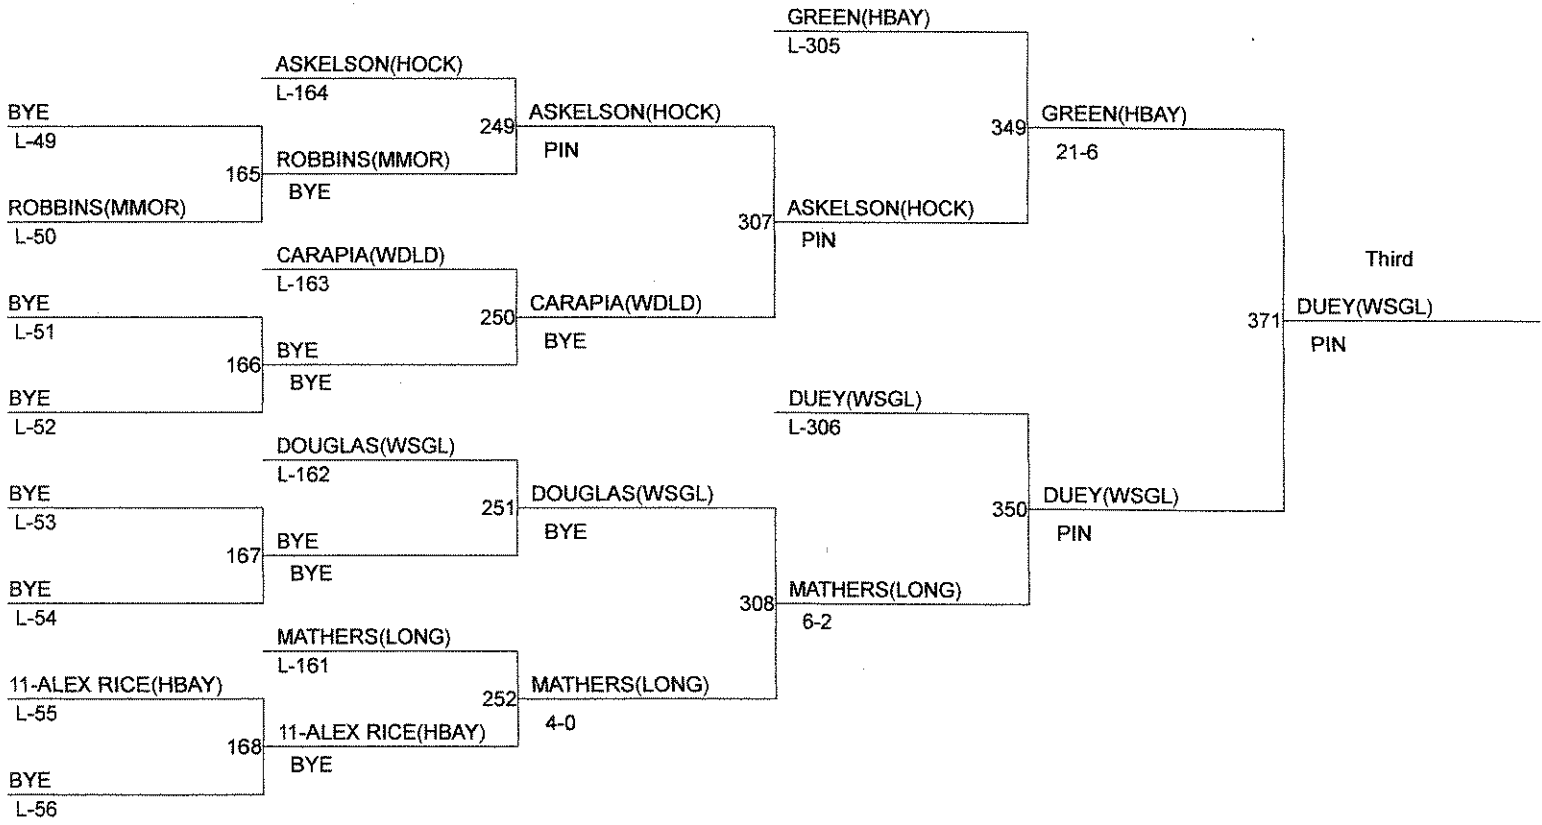 GREEN(HBAY)
L-305
ASKELSON(HOCK)
L-164
BYE
L-49
249
ASKELSON(HOCK)
PIN
349
GREEN(HBAY)
21-6
165
ROBBINS(MMOR)
BYE
ROBBINS(MMOR)
L-50
307
ASKELSON(HOCK)
PIN
CARAPIA(WDLD)
L-163
Third
BYE
L-51
250
CARAPIA(WDLD)
BYE
371
DUEY(WSGL)
PIN
166
BYE
BYE
BYE
L-52
DUEY(WSGL)
L-306
DOUGLAS(WSGL)
L-162
BYE
L-53
251
DOUGLAS(WSGL)
BYE
350
DUEY(WSGL)
PIN
167
BYE
BYE
BYE
L-54
308
MATHERS(LONG)
6-2
MATHERS(LONG)
L-161
11-ALEX RICE(HBAY)
L-55
252
MATHERS(LONG)
4-0
168
11-ALEX RICE(HBAY)
BYE
BYE
L-56